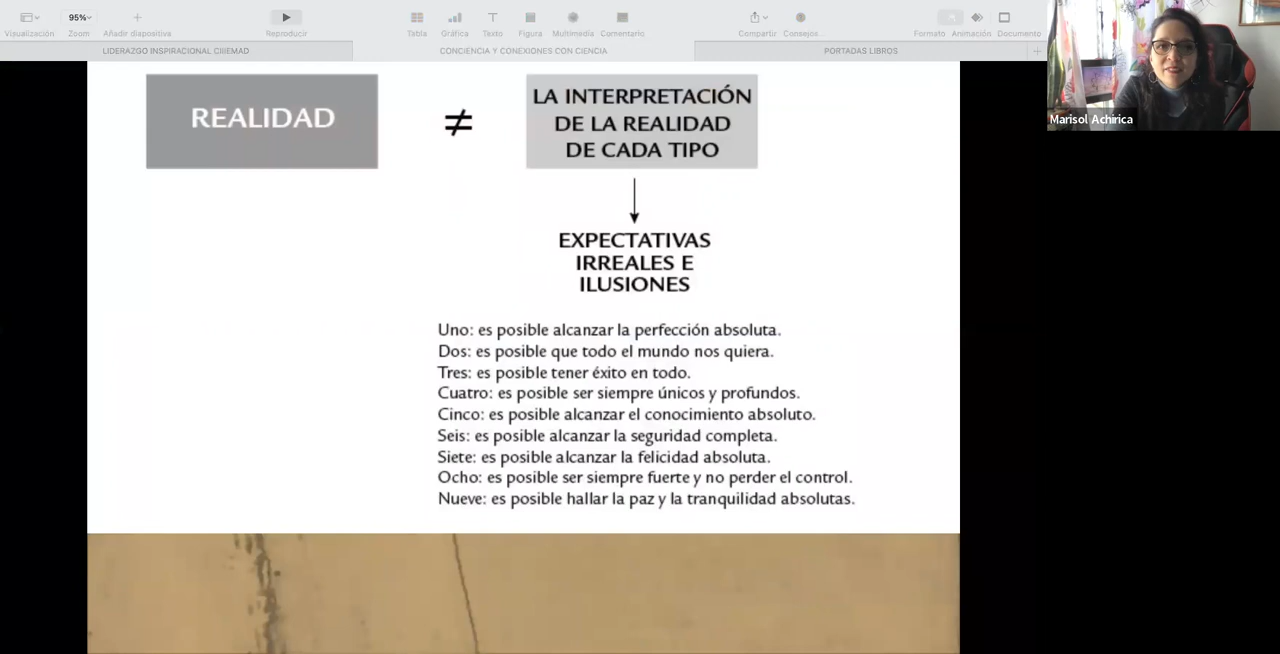 95%
Visualización
Zoom
Añadir diapositiva
Reproducir
Tabla
Gráfica
Texto
Figura
Multimedia
Comentario
Compartir
Consejos
Formato
Animación
Documento
LIDERAZGO INSPIRACIONAL CIIIEMAD
CONCIENCIA Y CONEXIONES CON CIENCIA
PORTADAS LIBROS
Marisol Achirica
REALIDAD
≠
LA INTERPRETACIÓN
DE LA REALIDAD
DE CADA TIPO
EXPECTATIVAS
IRREALES E
ILUSIONES
Uno: es posible alcanzar la perfección absoluta.
Dos: es posible que todo el mundo nos quiera.
Tres: es posible tener éxito en todo.
Cuatro: es posible ser siempre únicos y profundos.
Cinco: es posible alcanzar el conocimiento absoluto.
Seis: es posible alcanzar la seguridad completa.
Siete: es posible alcanzar la felicidad absoluta.
Ocho: es posible ser siempre fuerte y no perder el control.
Nueve: es posible hallar la paz y la tranquilidad absolutas.